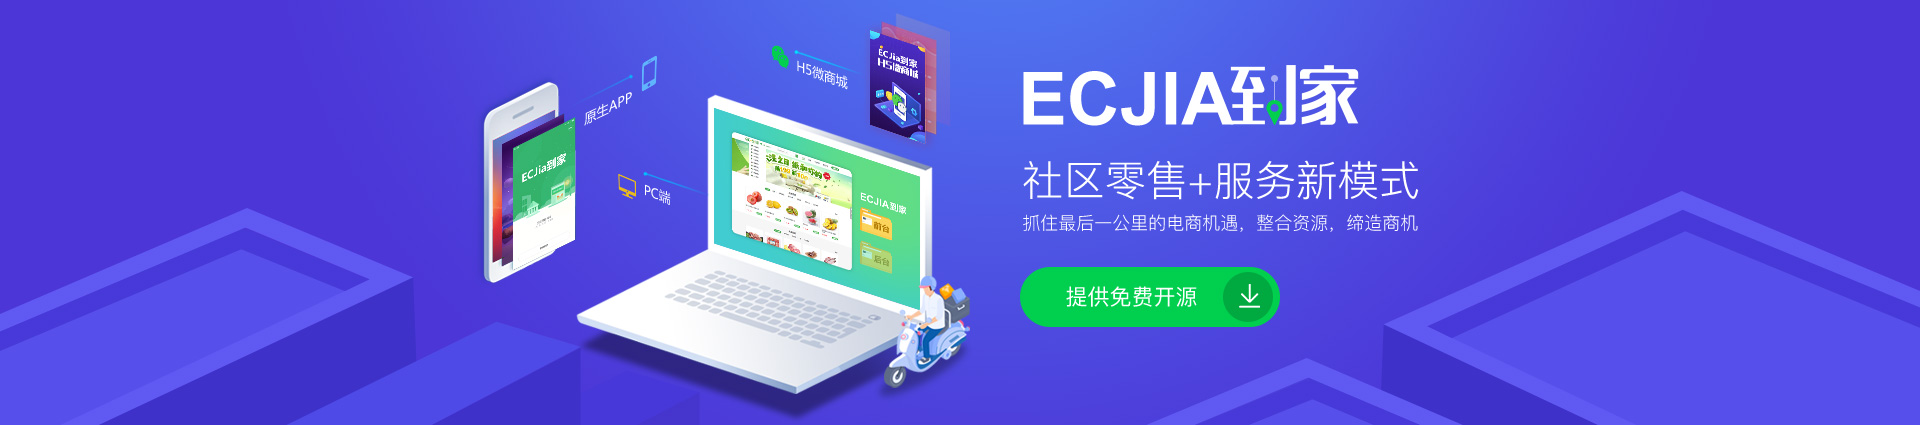 ECJIA到家
社区零售+服务新模式
抓住最后一公里的电商机遇，整合资源，缔造商机
提供免费开源
原生APP
H5微商城
PC端
ECJia到家
ECJia到家
H5微商城
ECJIA到家
前台
后台